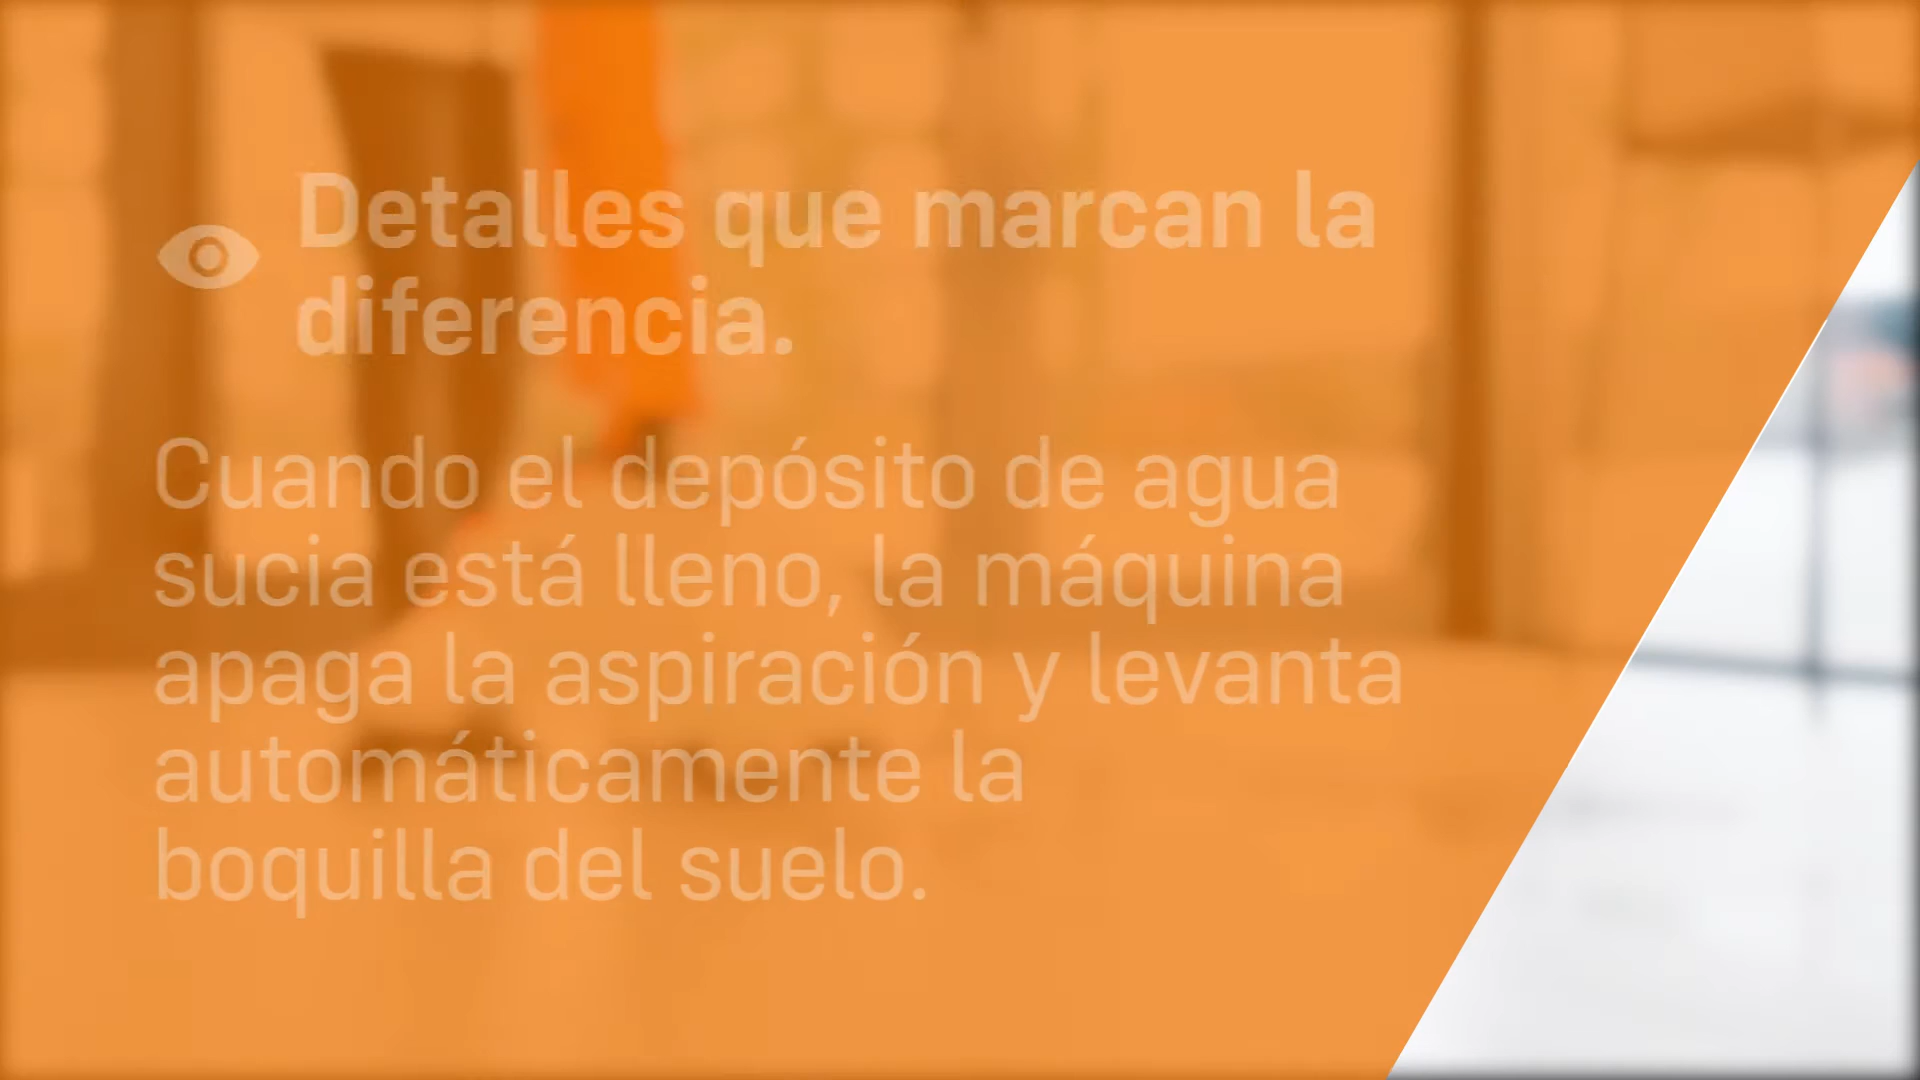 Detalles que marcan la
diferencia.
Cuando el depósito de agua
sucia está lleno, la máquina
apaga la aspiración y levanta
automáticamente la
boquilla del suelo.